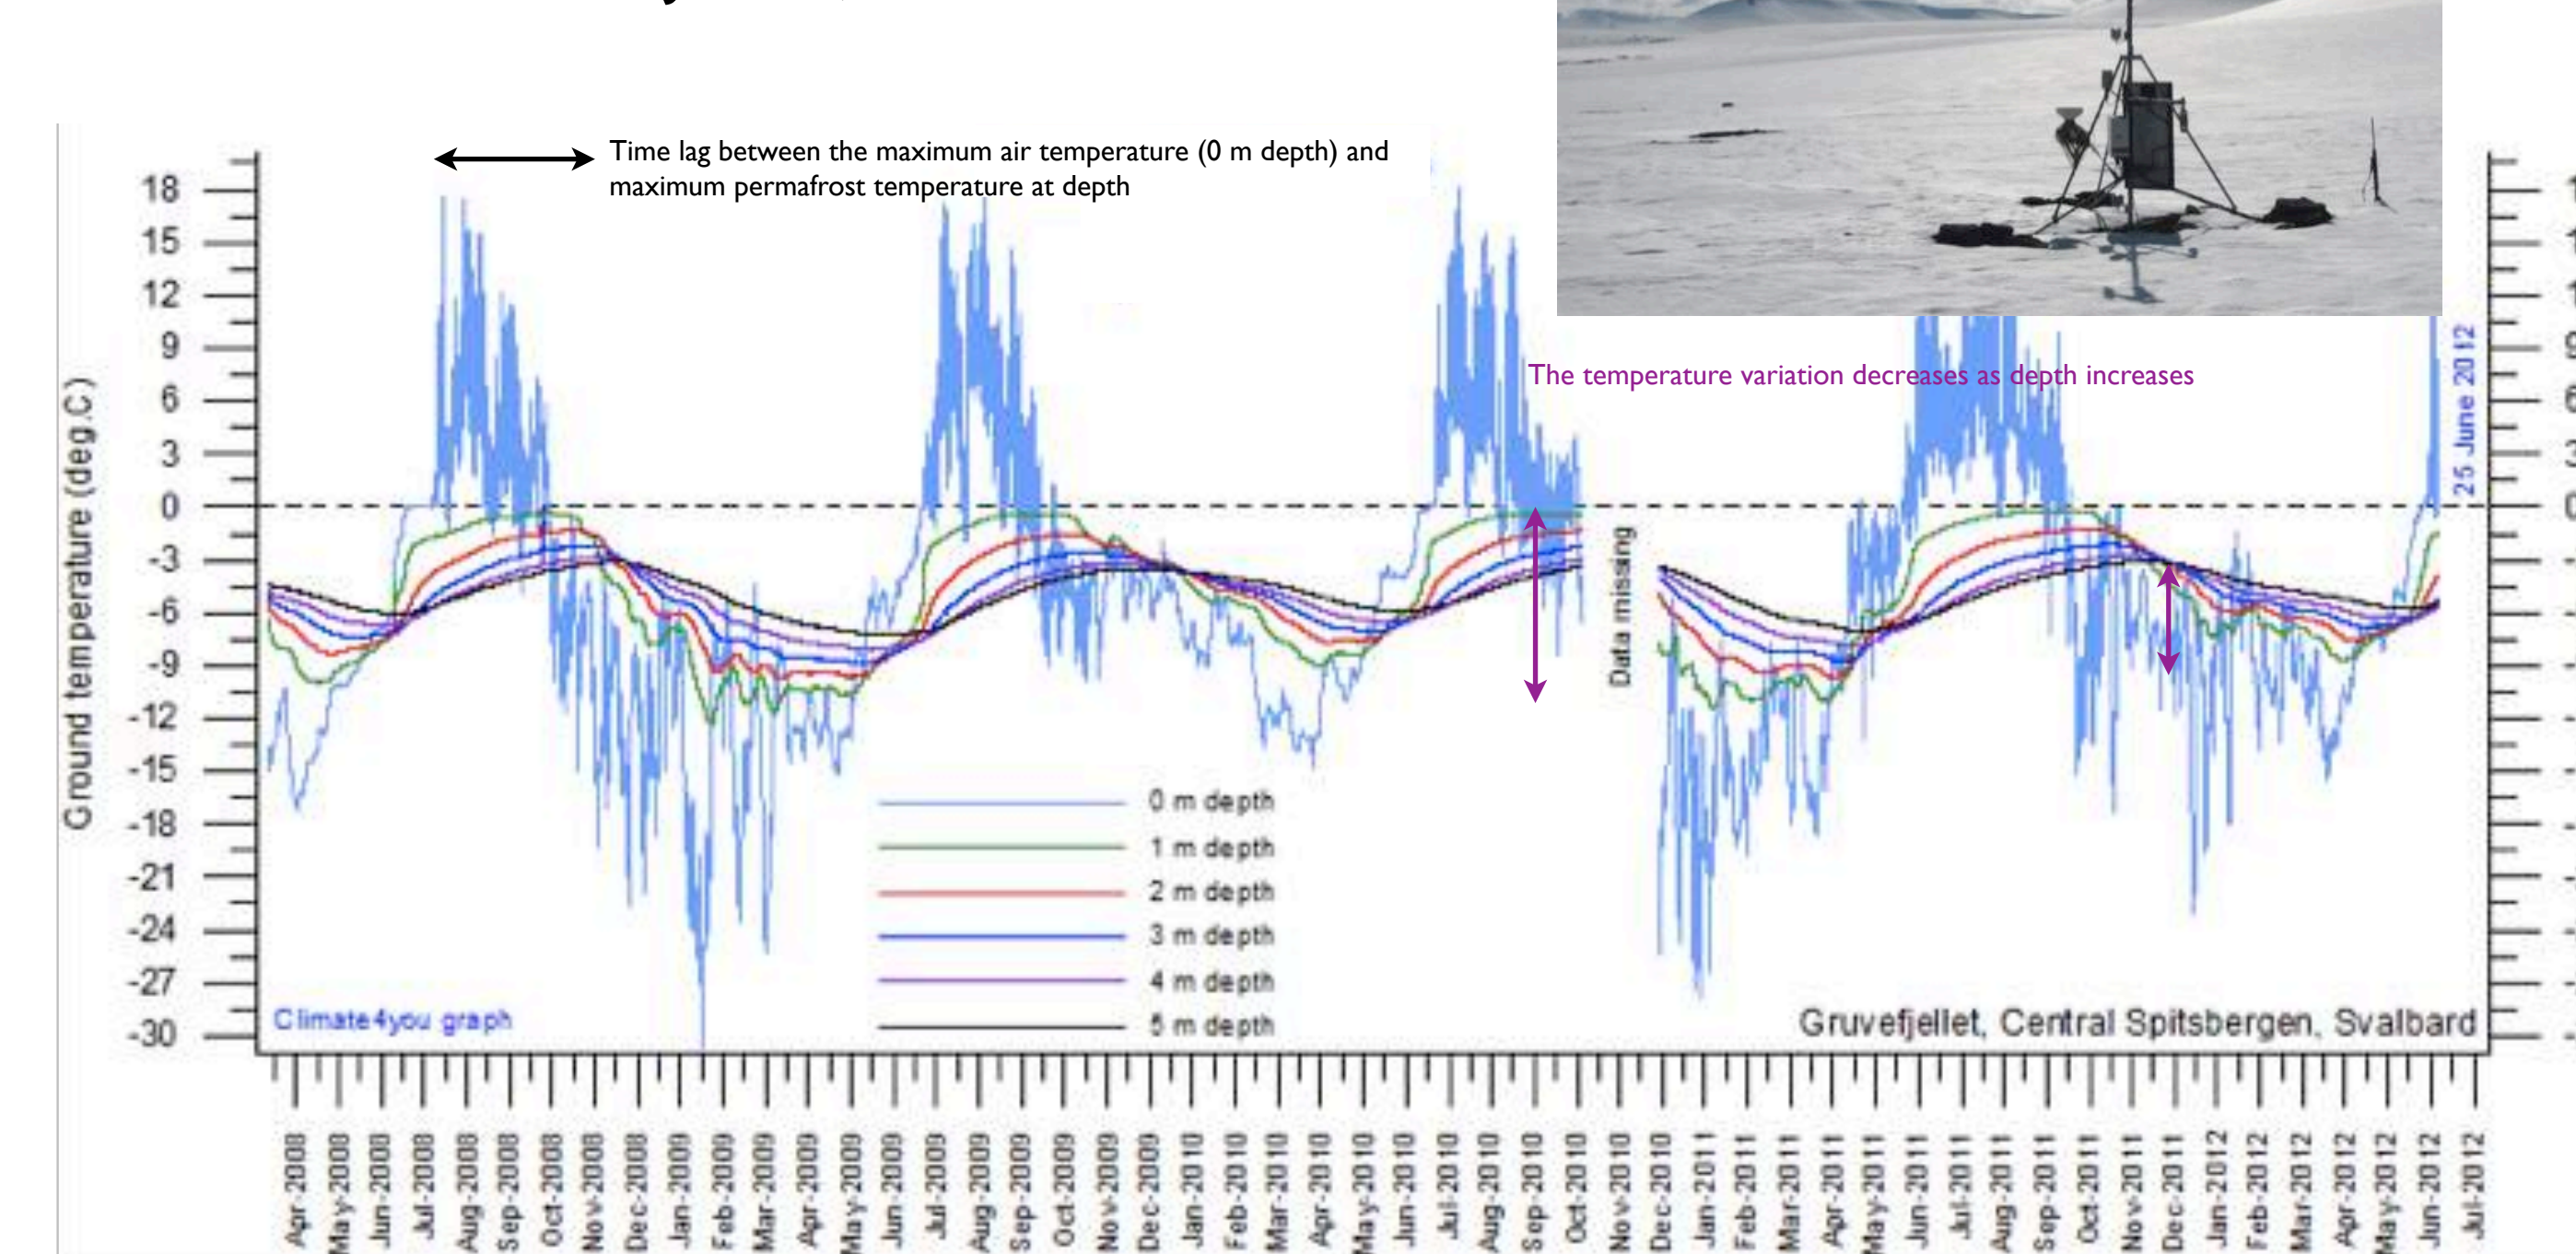 Time lag between the maximum air temperature (0 m depth) and
maximum permafrost temperature at depth
The temperature variation decreases as depth increases
Ground temperature (deg.C)
18
15
12
9
6
3
0
-3
-6
-9
-12
-15
-18
-21
-24
-27
-30
Data missing
25 June 2012
0 m depth
1 m depth
2 m depth
3 m depth
4 m depth
5 m depth
Climate4you graph
Gruvefjellet, Central Spitsbergen, Svalbard
Apr-2008
May-2008
Jun-2008
Jul-2008
Aug-2008
Sep-2008
Oct-2008
Nov-2008
Dec-2008
Jan-2009
Feb-2009
Mar-2009
Apr-2009
May-2009
Jun-2009
Jul-2009
Aug-2009
Sep-2009
Oct-2009
Nov-2009
Dec-2009
Jan-2010
Feb-2010
Mar-2010
Apr-2010
May-2010
Jun-2010
Jul-2010
Aug-2010
Sep-2010
Oct-2010
Nov-2010
Dec-2010
Jan-2011
Feb-2011
Mar-2011
Apr-2011
May-2011
Jun-2011
Jul-2011
Aug-2011
Sep-2011
Oct-2011
Nov-2011
Dec-2011
Jan-2012
Feb-2012
Mar-2012
Apr-2012
May-2012
Jun-2012
Jul-2012